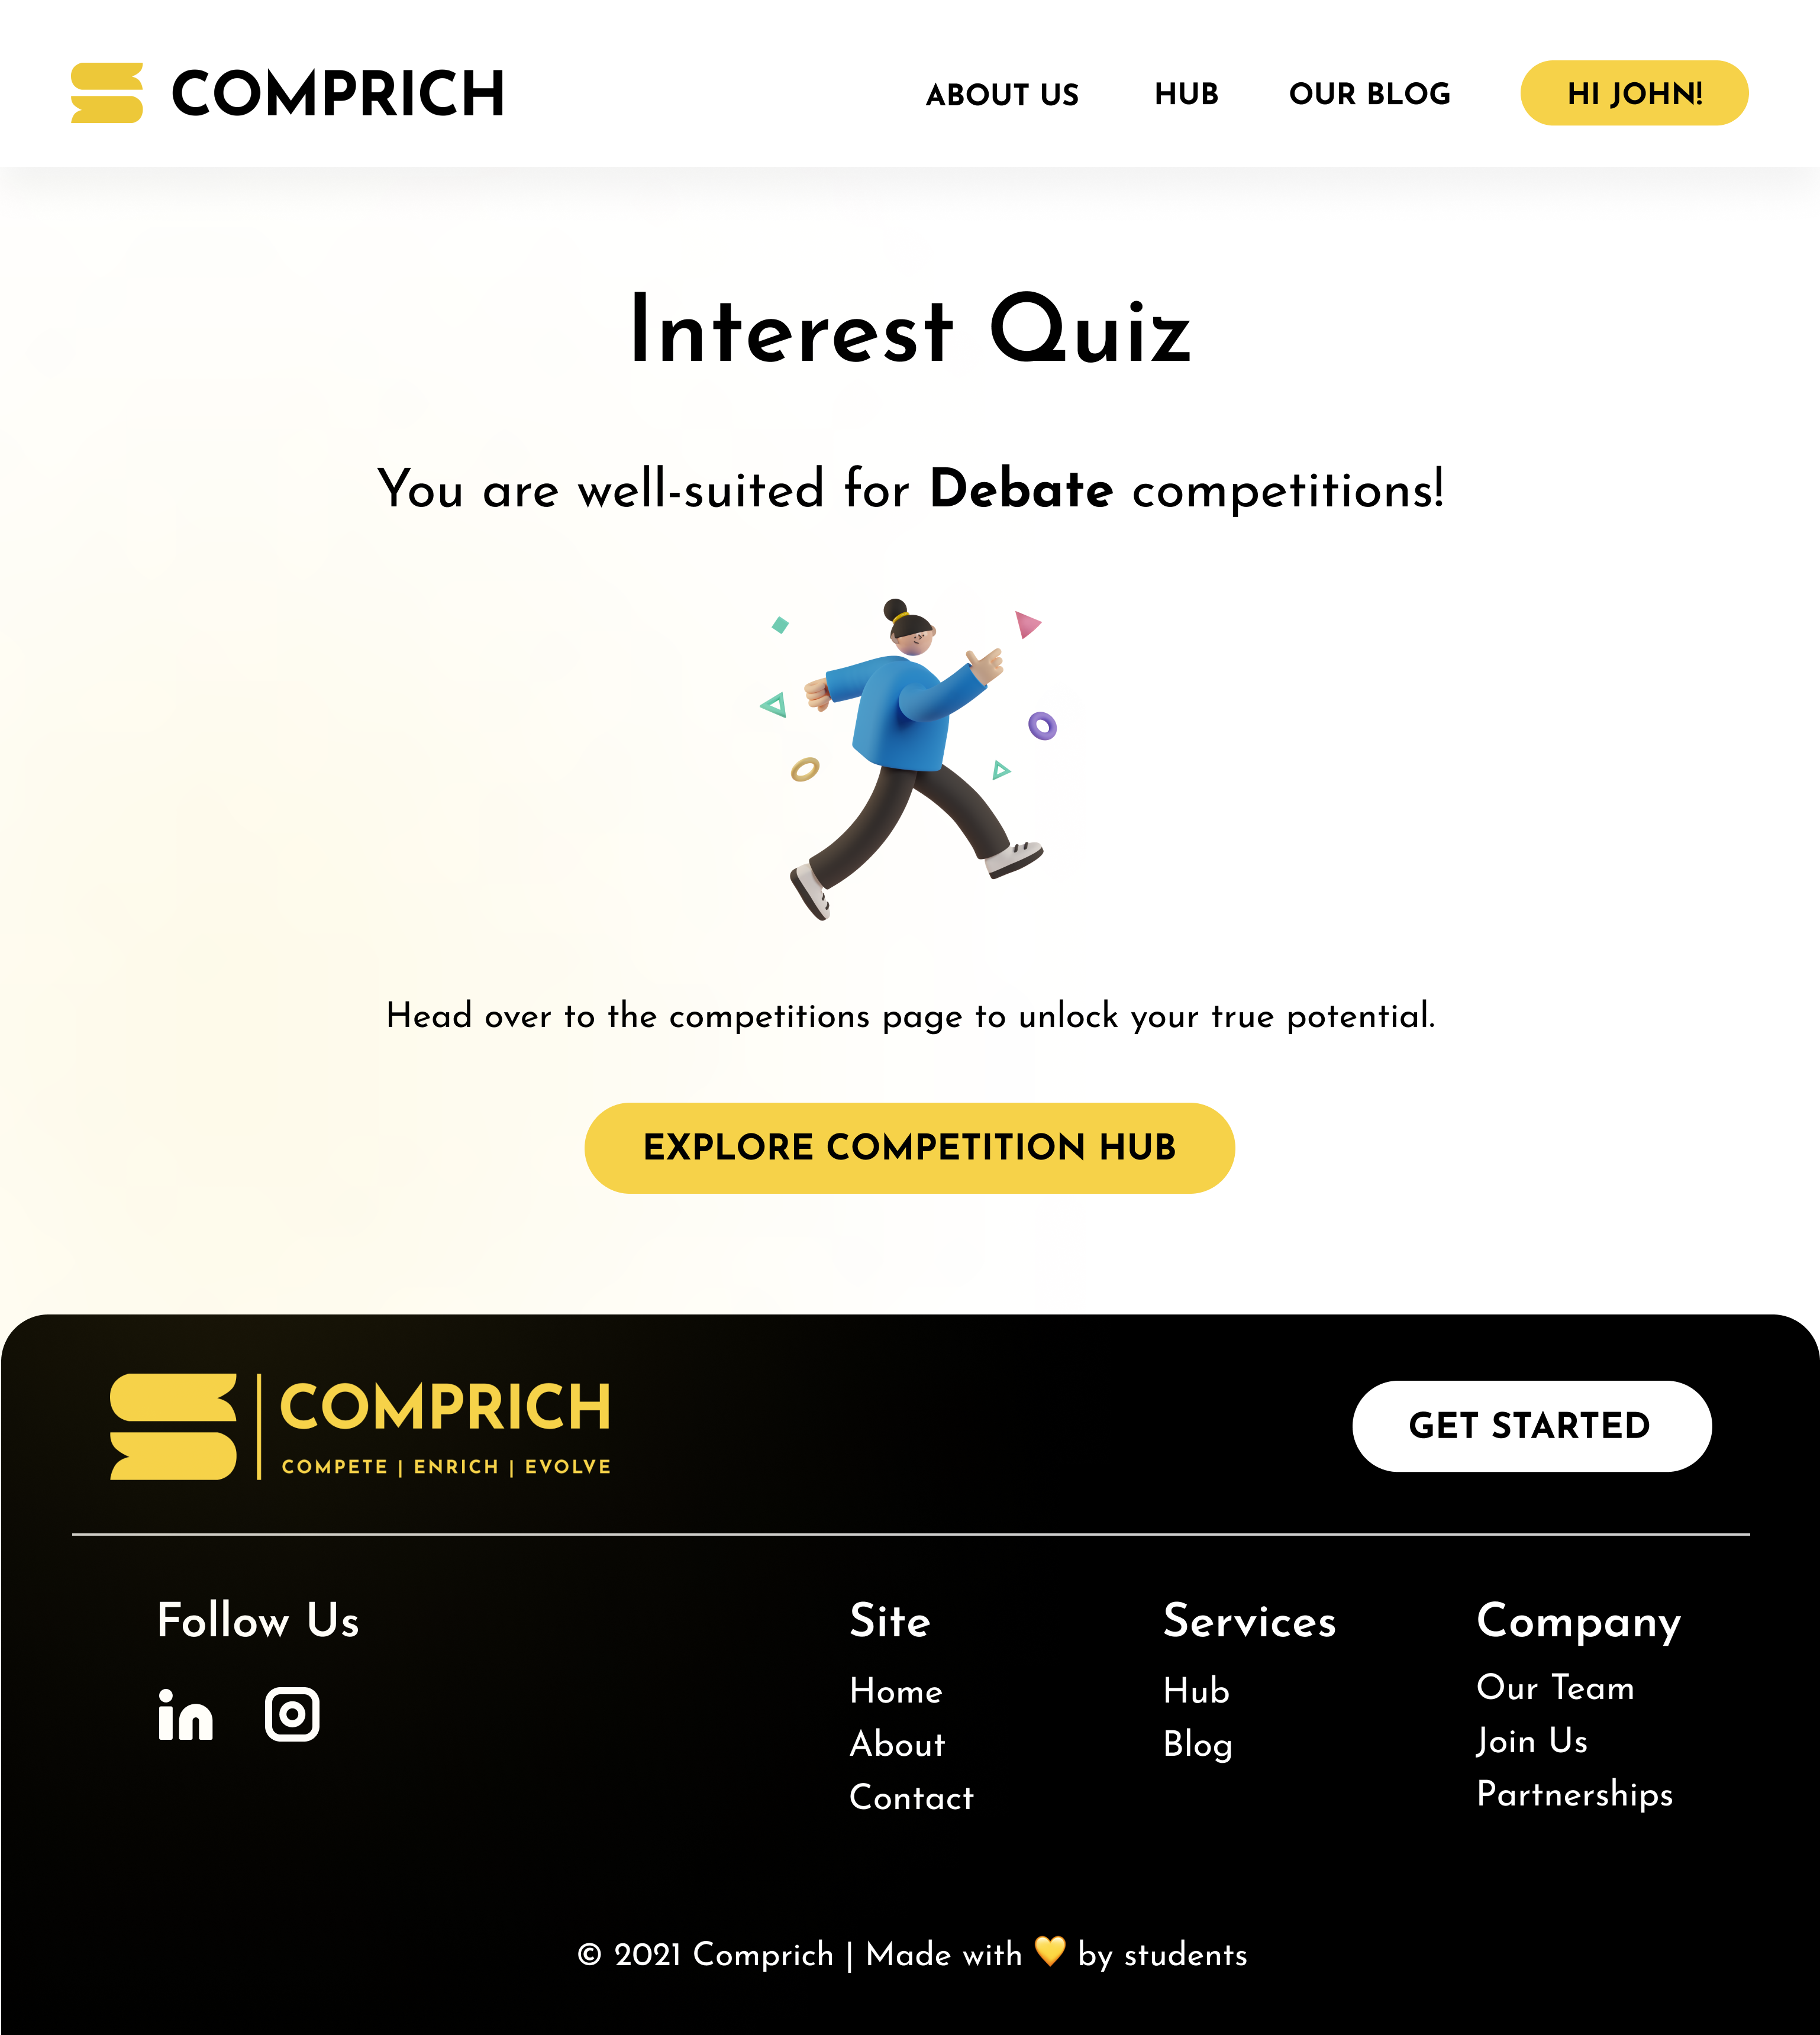 COMPRICH
ABOUT US
HUB
OUR BLOG
HI JOHN!
Interest Quiz
You are well-suited for Debate competitions!
Head over to the competitions page to unlock your true potential.
EXPLORE COMPETITION HUB
COMPRICH
COMPETE | ENRICH | EVOLVE
GET STARTED
Follow Us
in
Site
Home
About
Contact
Services
Hub
Blog
Company
Our Team
Join Us
Partnerships
© 2021 Comprich | Made with 💛 by students